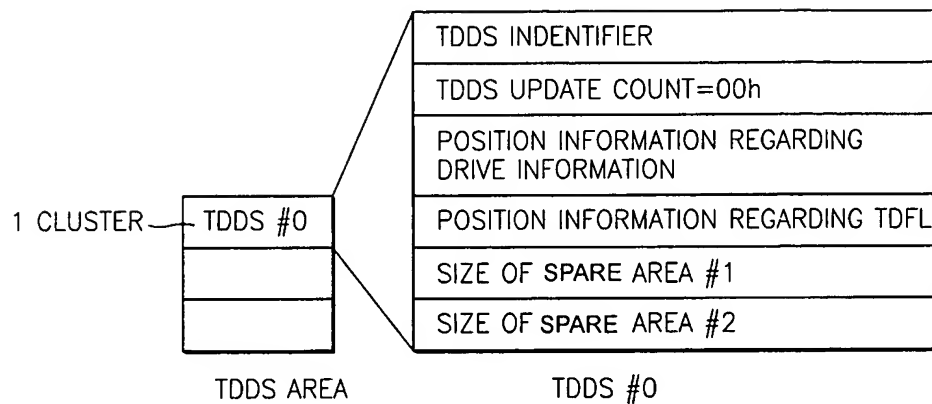 TDDS INDENTIFIER
TDDS UPDATE COUNT=00h
POSITION INFORMATION REGARDING
DRIVE INFORMATION
1 CLUSTER
TDDS #0
POSITION INFORMATION REGARDING TDFL
SIZE OF SPARE AREA #1
SIZE OF SPARE AREA #2
TDDS AREA
TDDS #0